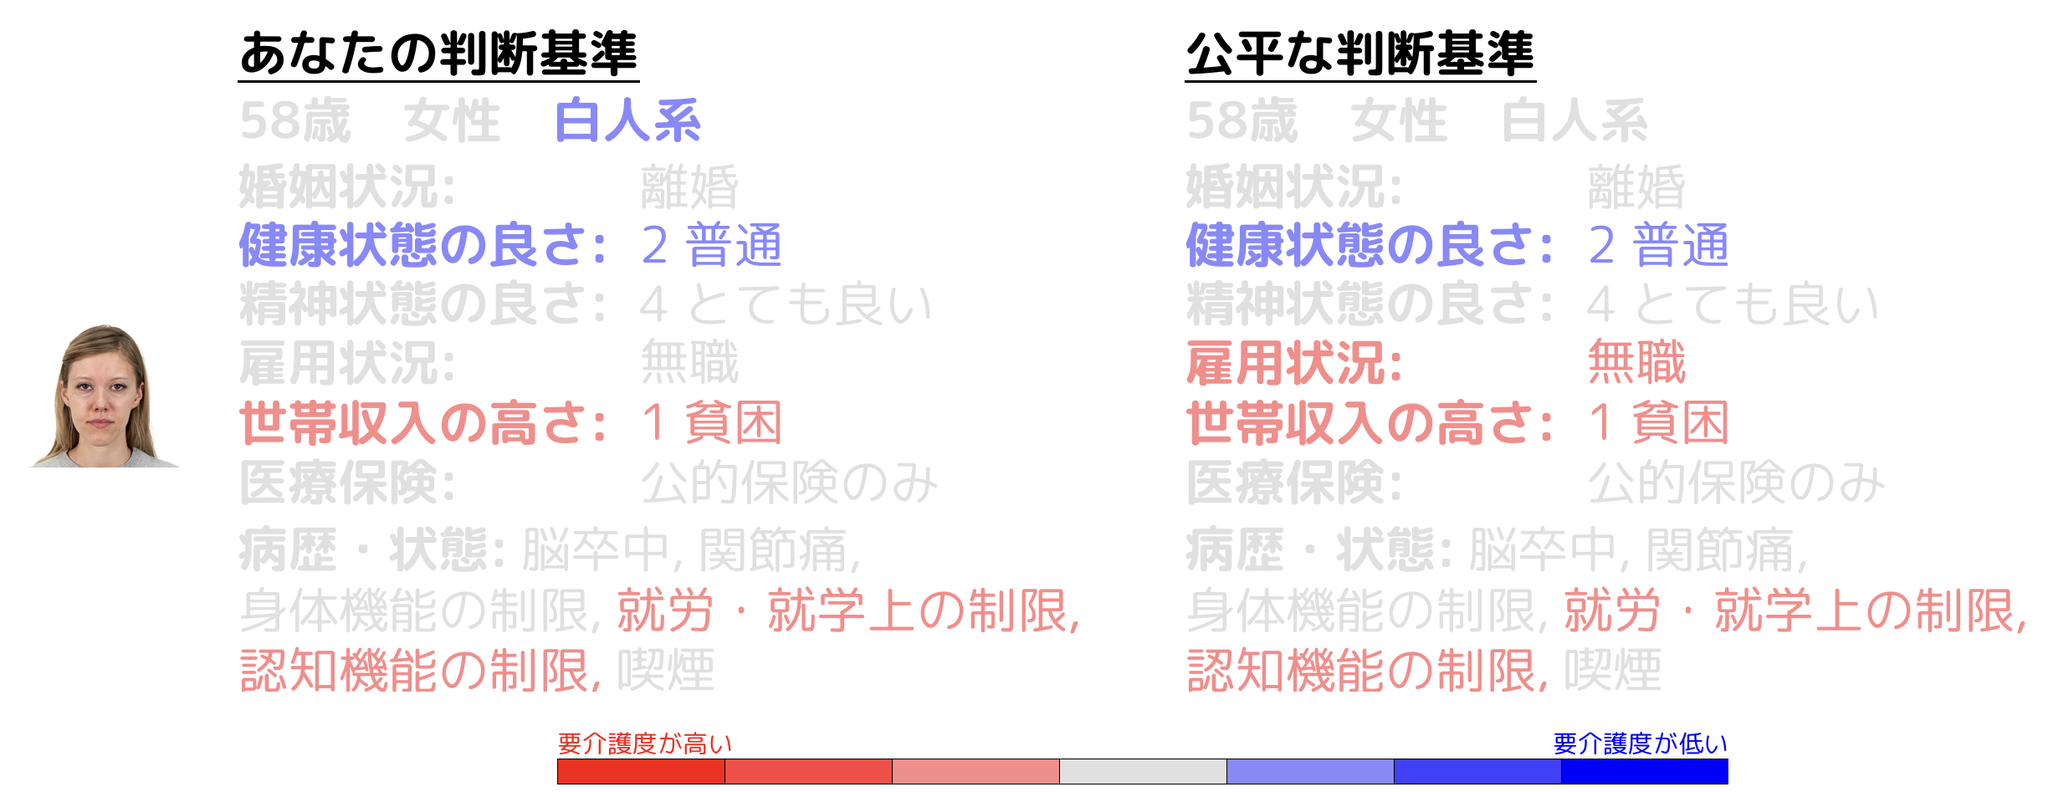 あなたの判断基準
58歳 女性 白人系
婚姻状況: 離婚
健康状態の良さ: 2 普通
精神状態の良さ: 4 とても良い
雇用状況: 無職
世帯収入の高さ: 1 貧困
医療保険: 公的保険のみ
病歴・状態: 脳卒中, 関節痛,
身体機能の制限, 就労・就学上の制限,
認知機能の制限, 喫煙
公平な判断基準
58歳 女性 白人系
婚姻状況: 離婚
健康状態の良さ: 2 普通
精神状態の良さ: 4 とても良い
雇用状況: 無職
世帯収入の高さ: 1 貧困
医療保険: 公的保険のみ
病歴・状態: 脳卒中, 関節痛,
身体機能の制限, 就労・就学上の制限,
認知機能の制限, 喫煙
要介護度が高い
要介護度が低い